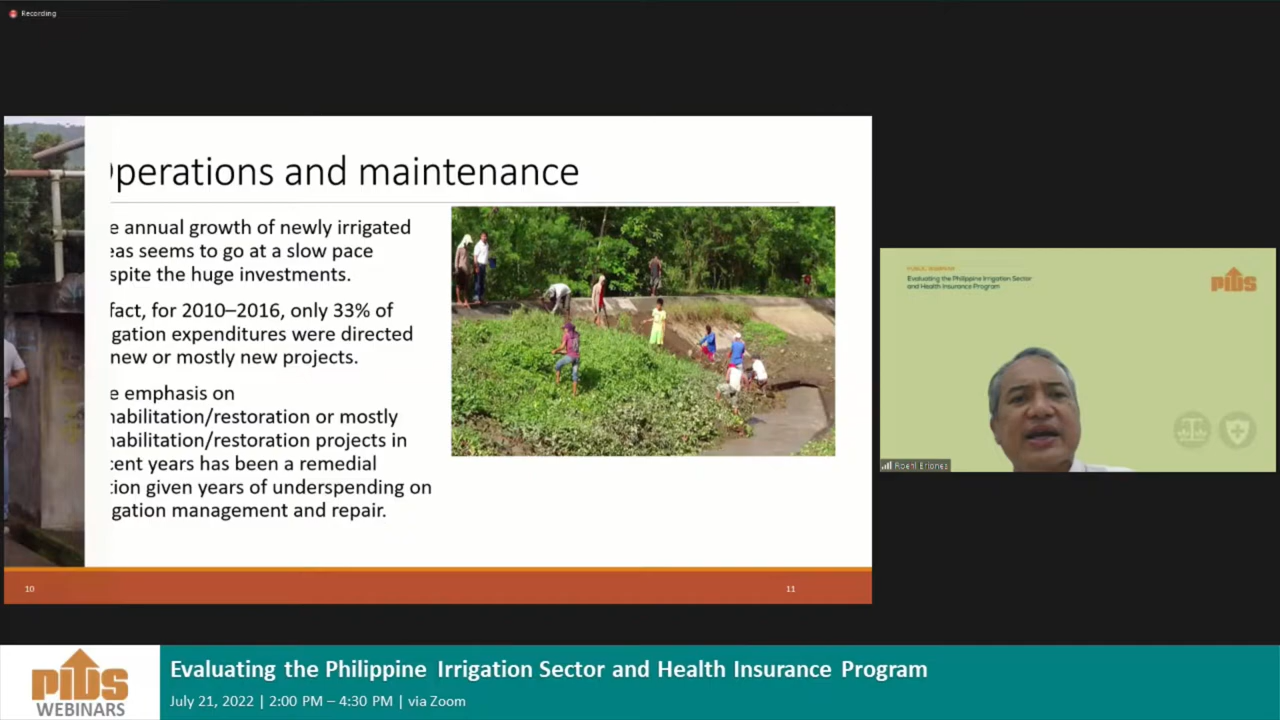 Recording
perations and maintenance
e annual growth of newly irrigated
eas seems to go at a slow pace
spite the huge investments.
fact, for 2010–2016, only 33% of
gation expenditures were directed
new or mostly new projects.
e emphasis on
habilitation/restoration or mostly
habilitation/restoration projects in
cent years has been a remedial
tion given years of underspending on
gation management and repair.
10
11
PUBLIC WEBINAR
Evaluating the Philippine Irrigation Sector
and Health Insurance Program
PIDS
Roehl Briones
PIDS
WEBINARS
Evaluating the Philippine Irrigation Sector and Health Insurance Program
July 21, 2022 | 2:00 PM – 4:30 PM | via Zoom